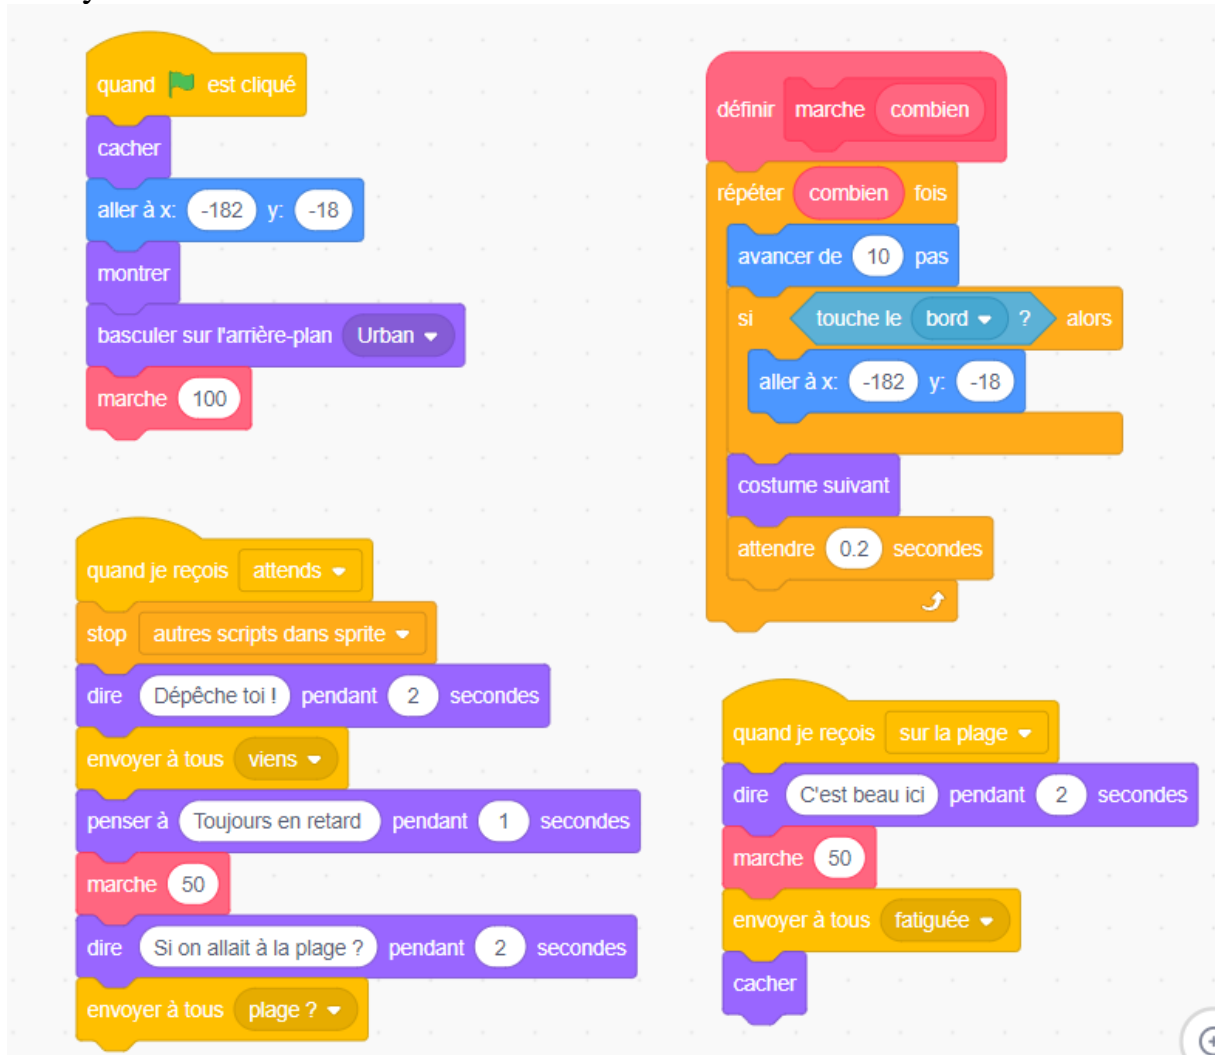 quand est cliqué
cacher
aller à x: -182 y: -18
montrer
basculer sur l'arrière-plan Urban
marche 100
définir marche combien
répéter combien fois
avancer de 10 pas
si touche le bord ? alors
aller à x: -182 y: -18
costume suivant
attendre 0.2 secondes
quand je reçois attends
stop autres scripts dans sprite
dire Dépêche toi ! pendant 2 secondes
envoyer à tous viens
penser à Toujours en retard pendant 1 secondes
marche 50
dire Si on allait à la plage ? pendant 2 secondes
envoyer à tous plage ?
quand je reçois sur la plage
dire C'est beau ici pendant 2 secondes
marche 50
envoyer à tous fatiguée
cacher